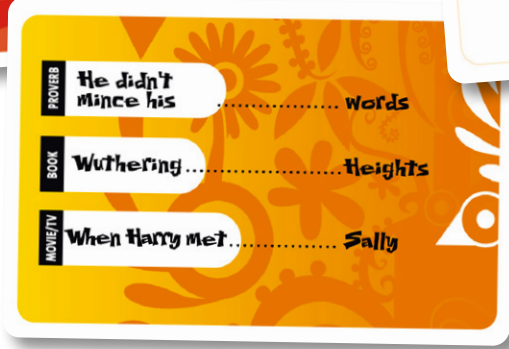 PROVERB
He didn't
mince his .................. words
BOOK
Wuthering ........................ Heights
MOVIE/TV
When Harry met ................ Sally